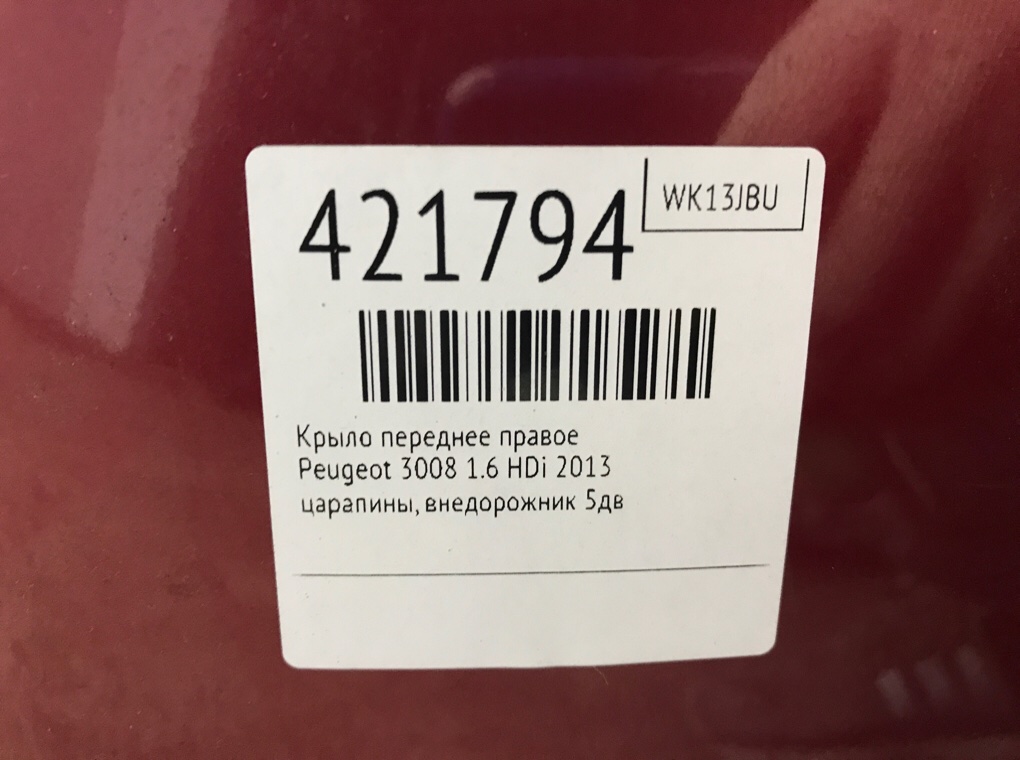 421794
WK13JBU
Крыло переднее правое
Peugeot 3008 1.6 HDi 2013
царапины, внедорожник 5дв